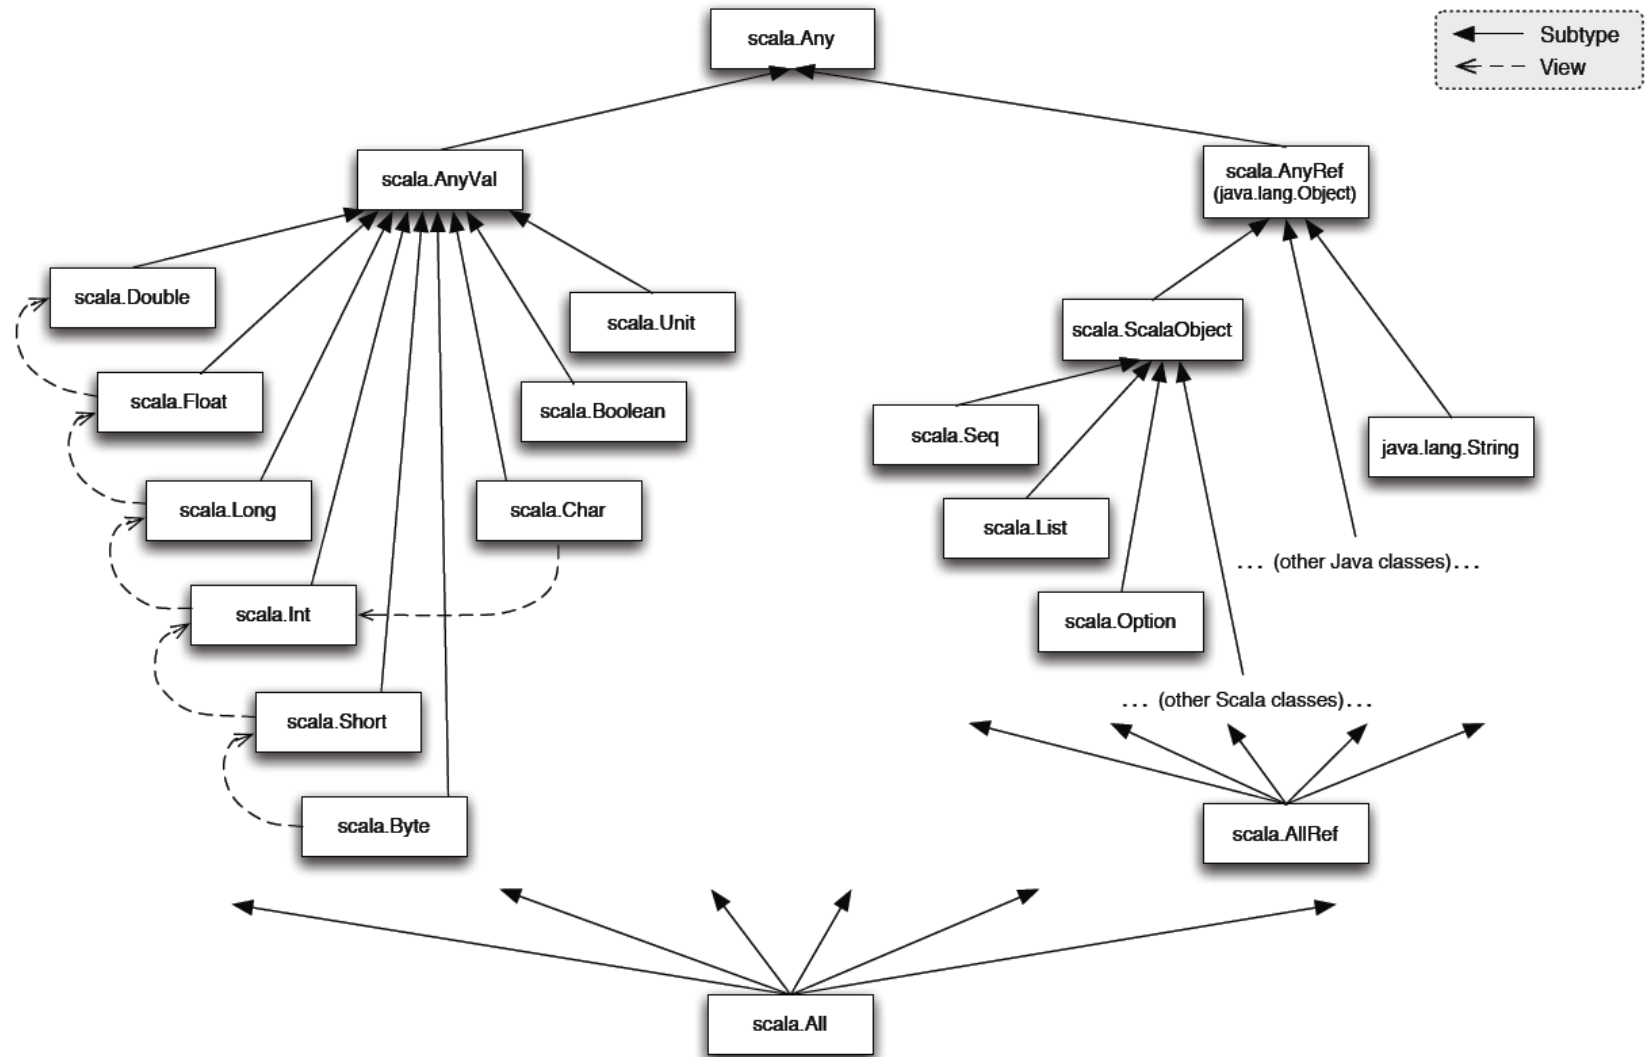 scala.Any
Subtype
View
scala.AnyVal
scala.AnyRef
(java.lang.Object)
scala.Double
scala.Unit
scala.ScalaObject
scala.Float
scala.Boolean
scala.Seq
java.lang.String
scala.Long
scala.Char
scala.List
... (other Java classes)...
scala.Int
scala.Option
scala.Short
... (other Scala classes)...
scala.Byte
scala.AllRef
scala.All